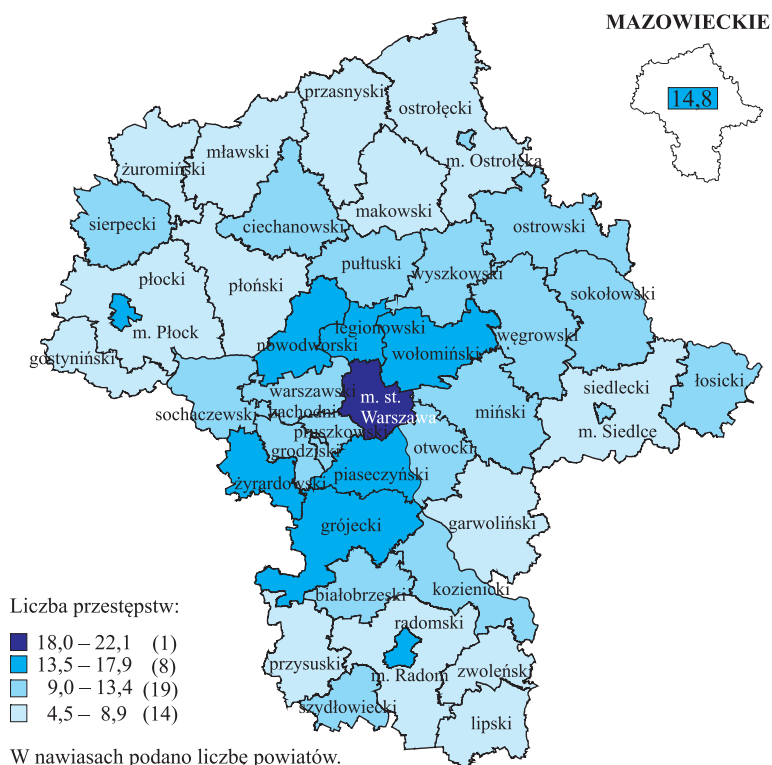 MAZOWIECKIE
14,8
przasnyski
ostrołęcki
mławski
żuromiński
m. Ostrołęka
makowski
sierpecki
ciechanowski
ostrowski
pułtuski
wyszkowski
płocki
płoński
sokołowski
m. Płock
nowodworski
legionowski
wołomiński
węgrowski
gostyniński
siedlecki
łosicki
warszawski
zachodni
m. st.
Warszawa
sochaczewski
miński
m. Siedlce
pruszkowski
grodziski
otwocki
żyrardowski
piaseczyński
grójecki
garwoliński
białobrzeski
kozienicki
Liczba przestępstw:
18,0 – 22,1 (1)
13,5 – 17,9 (8)
9,0 – 13,4 (19)
4,5 – 8,9 (14)
radomski
przysuski
m. Radom
zwoleński
szydłowiecki
lipski
W nawiasach podano liczbę powiatów.